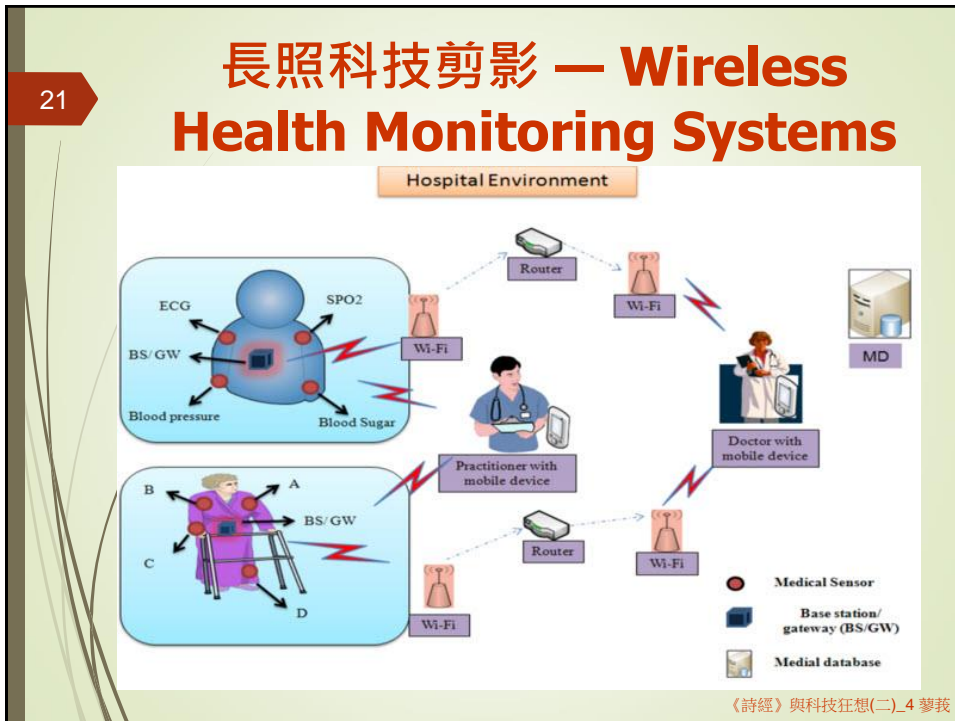 21
長照科技剪影 — Wireless
Health Monitoring Systems
Hospital Environment
Router
Wi-Fi
ECG
SPO2
BS/GW
Wi-Fi
Blood pressure
Blood Sugar
MD
Practitioner with
mobile device
Doctor with
mobile device
B
A
BS/GW
C
D
Router
Wi-Fi
Wi-Fi
Medical Sensor
Base station/
gateway (BS/GW)
Medial database
《詩經》與科技狂想(二)_4 蓼莪